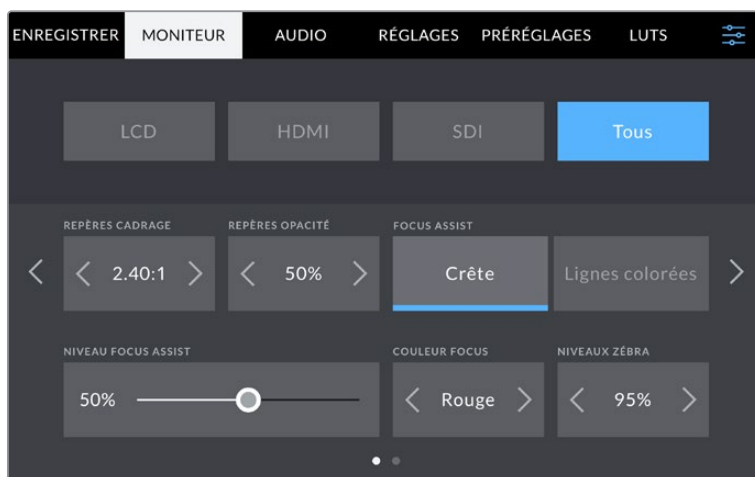 ENREGISTRER MONITEUR AUDIO RÉGLAGES PRÉRÉGLAGES LUTS
LCD HDMI SDI Tous
REPÈRES CADRAGE REPÈRES OPACITÉ FOCUS ASSIST
2.40:1 50% Crête Lignes colorées
NIVEAU FOCUS ASSIST COULEUR FOCUS NIVEAUX ZÉBRA
50% Rouge 95%